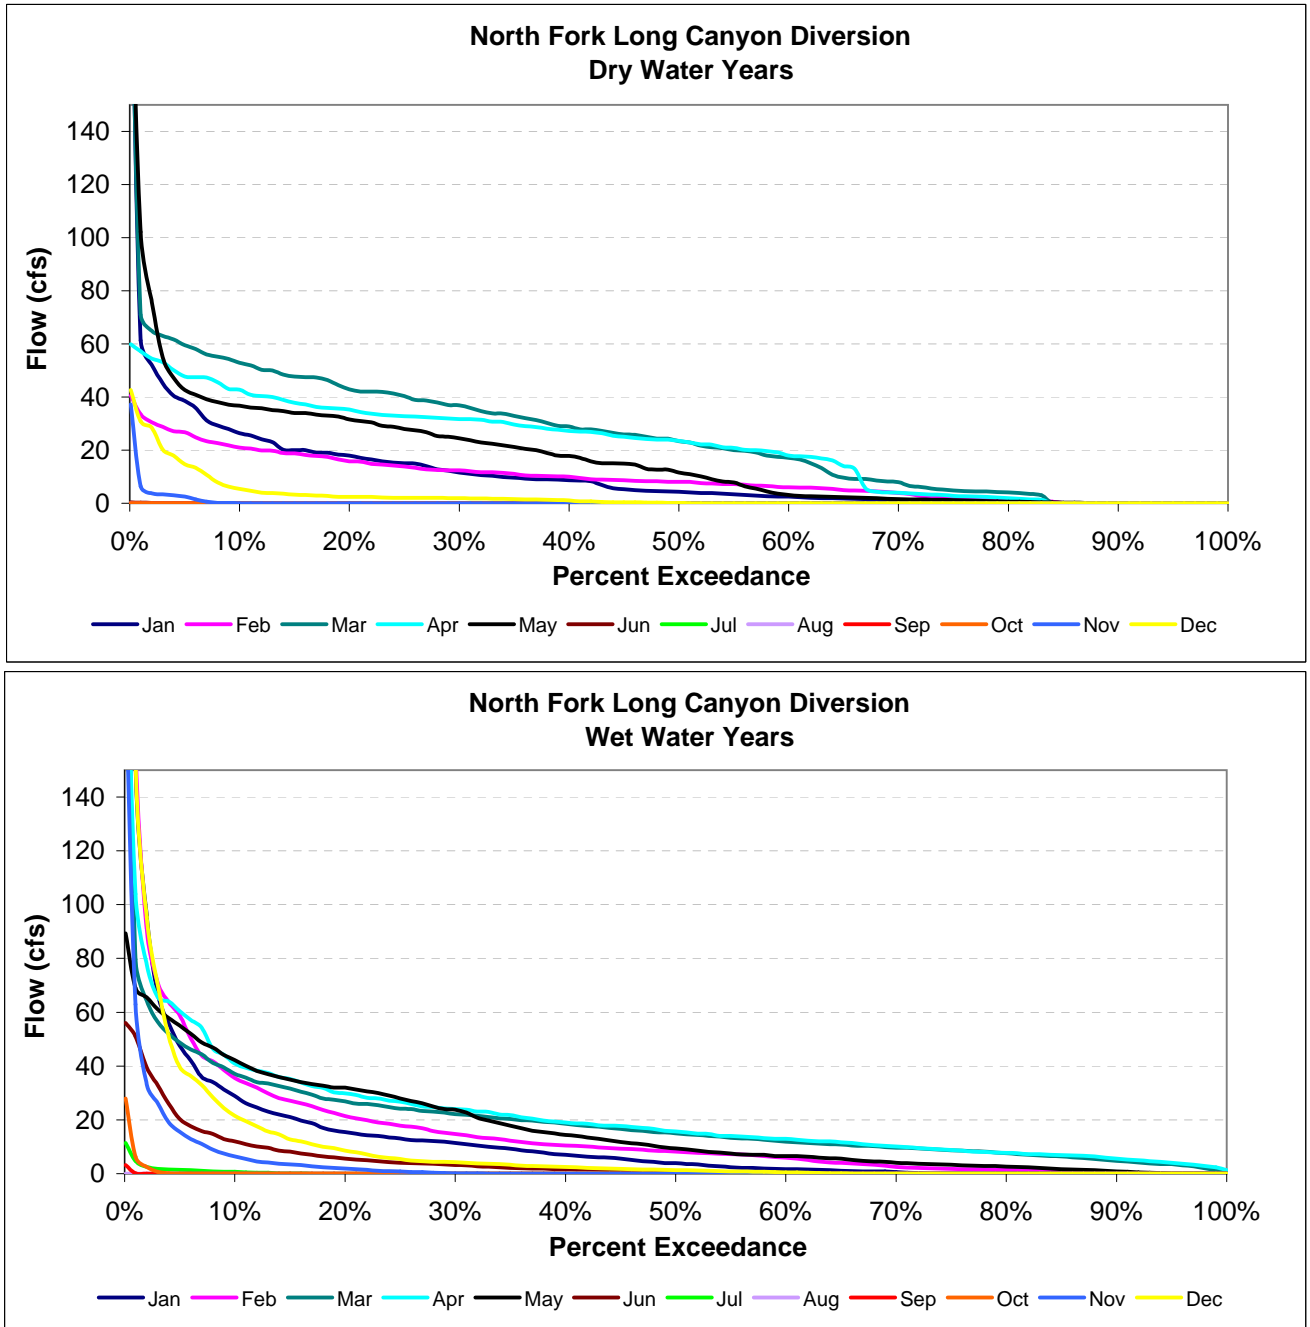 North Fork Long Canyon Diversion
Dry Water Years
140
120
100
80
60
40
20
0
Flow (cfs)
0% 10% 20% 30% 40% 50% 60% 70% 80% 90% 100%
Percent Exceedance
Jan Feb Mar Apr May Jun Jul Aug Sep Oct Nov Dec
North Fork Long Canyon Diversion
Wet Water Years
140
120
100
80
60
40
20
0
Flow (cfs)
0% 10% 20% 30% 40% 50% 60% 70% 80% 90% 100%
Percent Exceedance
Jan Feb Mar Apr May Jun Jul Aug Sep Oct Nov Dec